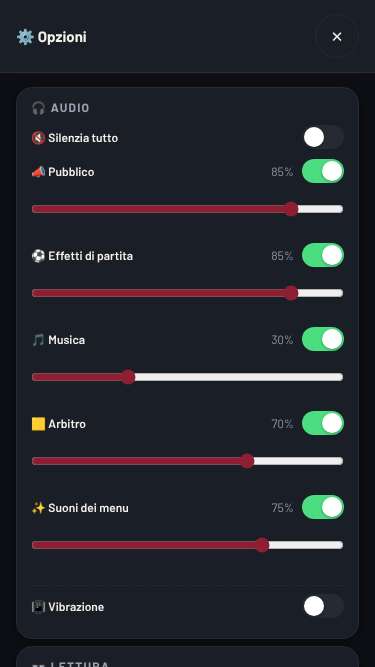 Opzioni
AUDIO
Silenzia tutto
Pubblico 85%
Effetti di partita 85%
Musica 30%
Arbitro 70%
Suoni dei menu 75%
Vibrazione
LETTURA